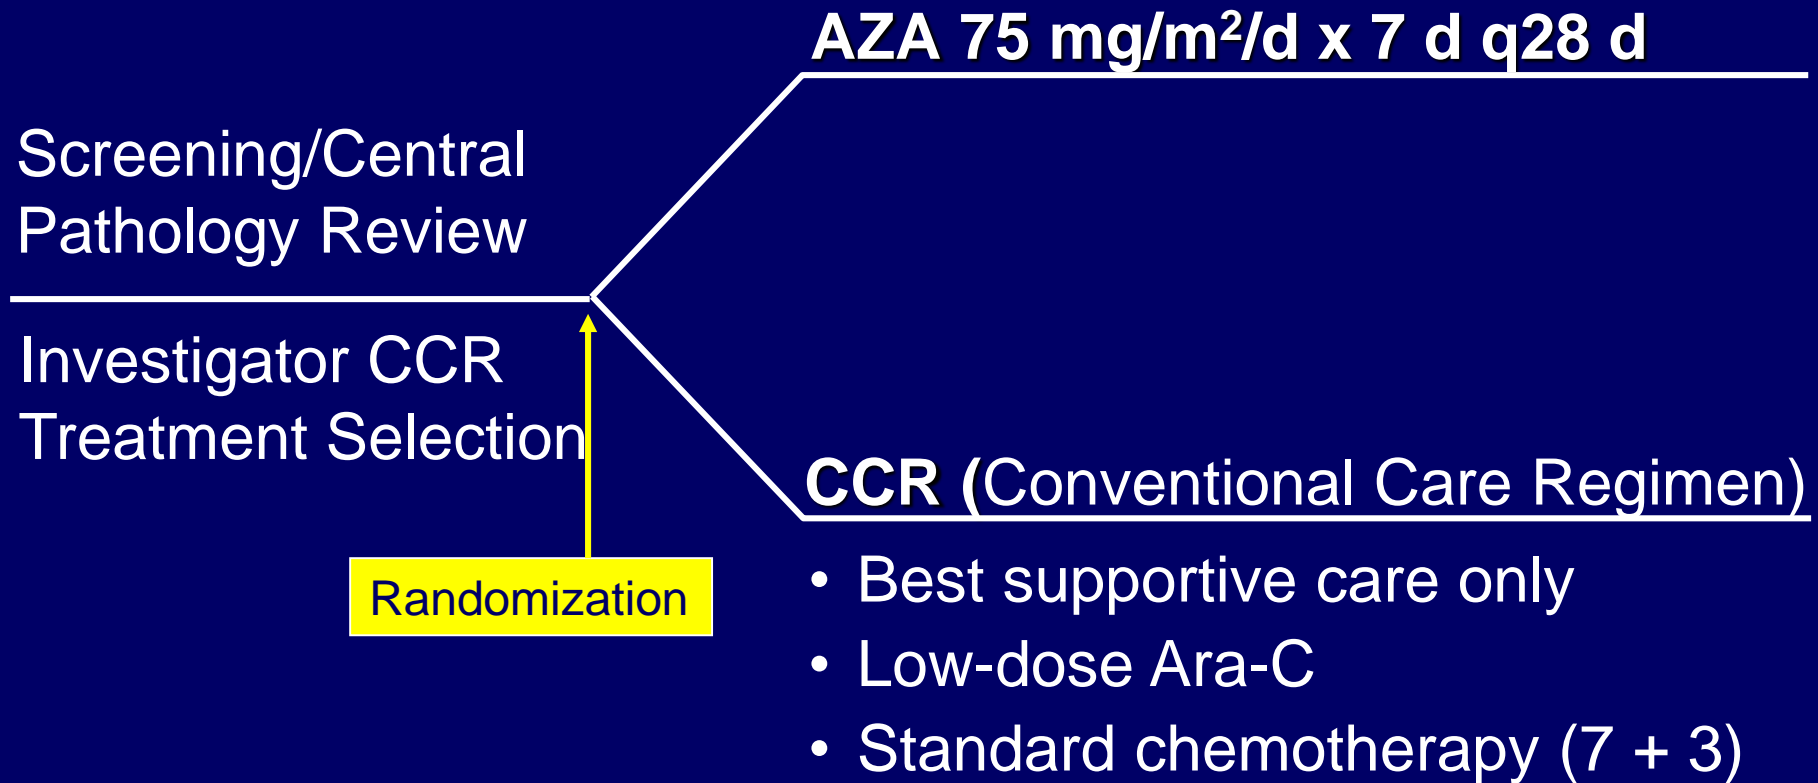 AZA 75 mg/m²/d x 7 d q28 d
Screening/Central
Pathology Review
Investigator CCR
Treatment Selection
Randomization
CCR (Conventional Care Regimen)
• Best supportive care only
• Low-dose Ara-C
• Standard chemotherapy (7 + 3)